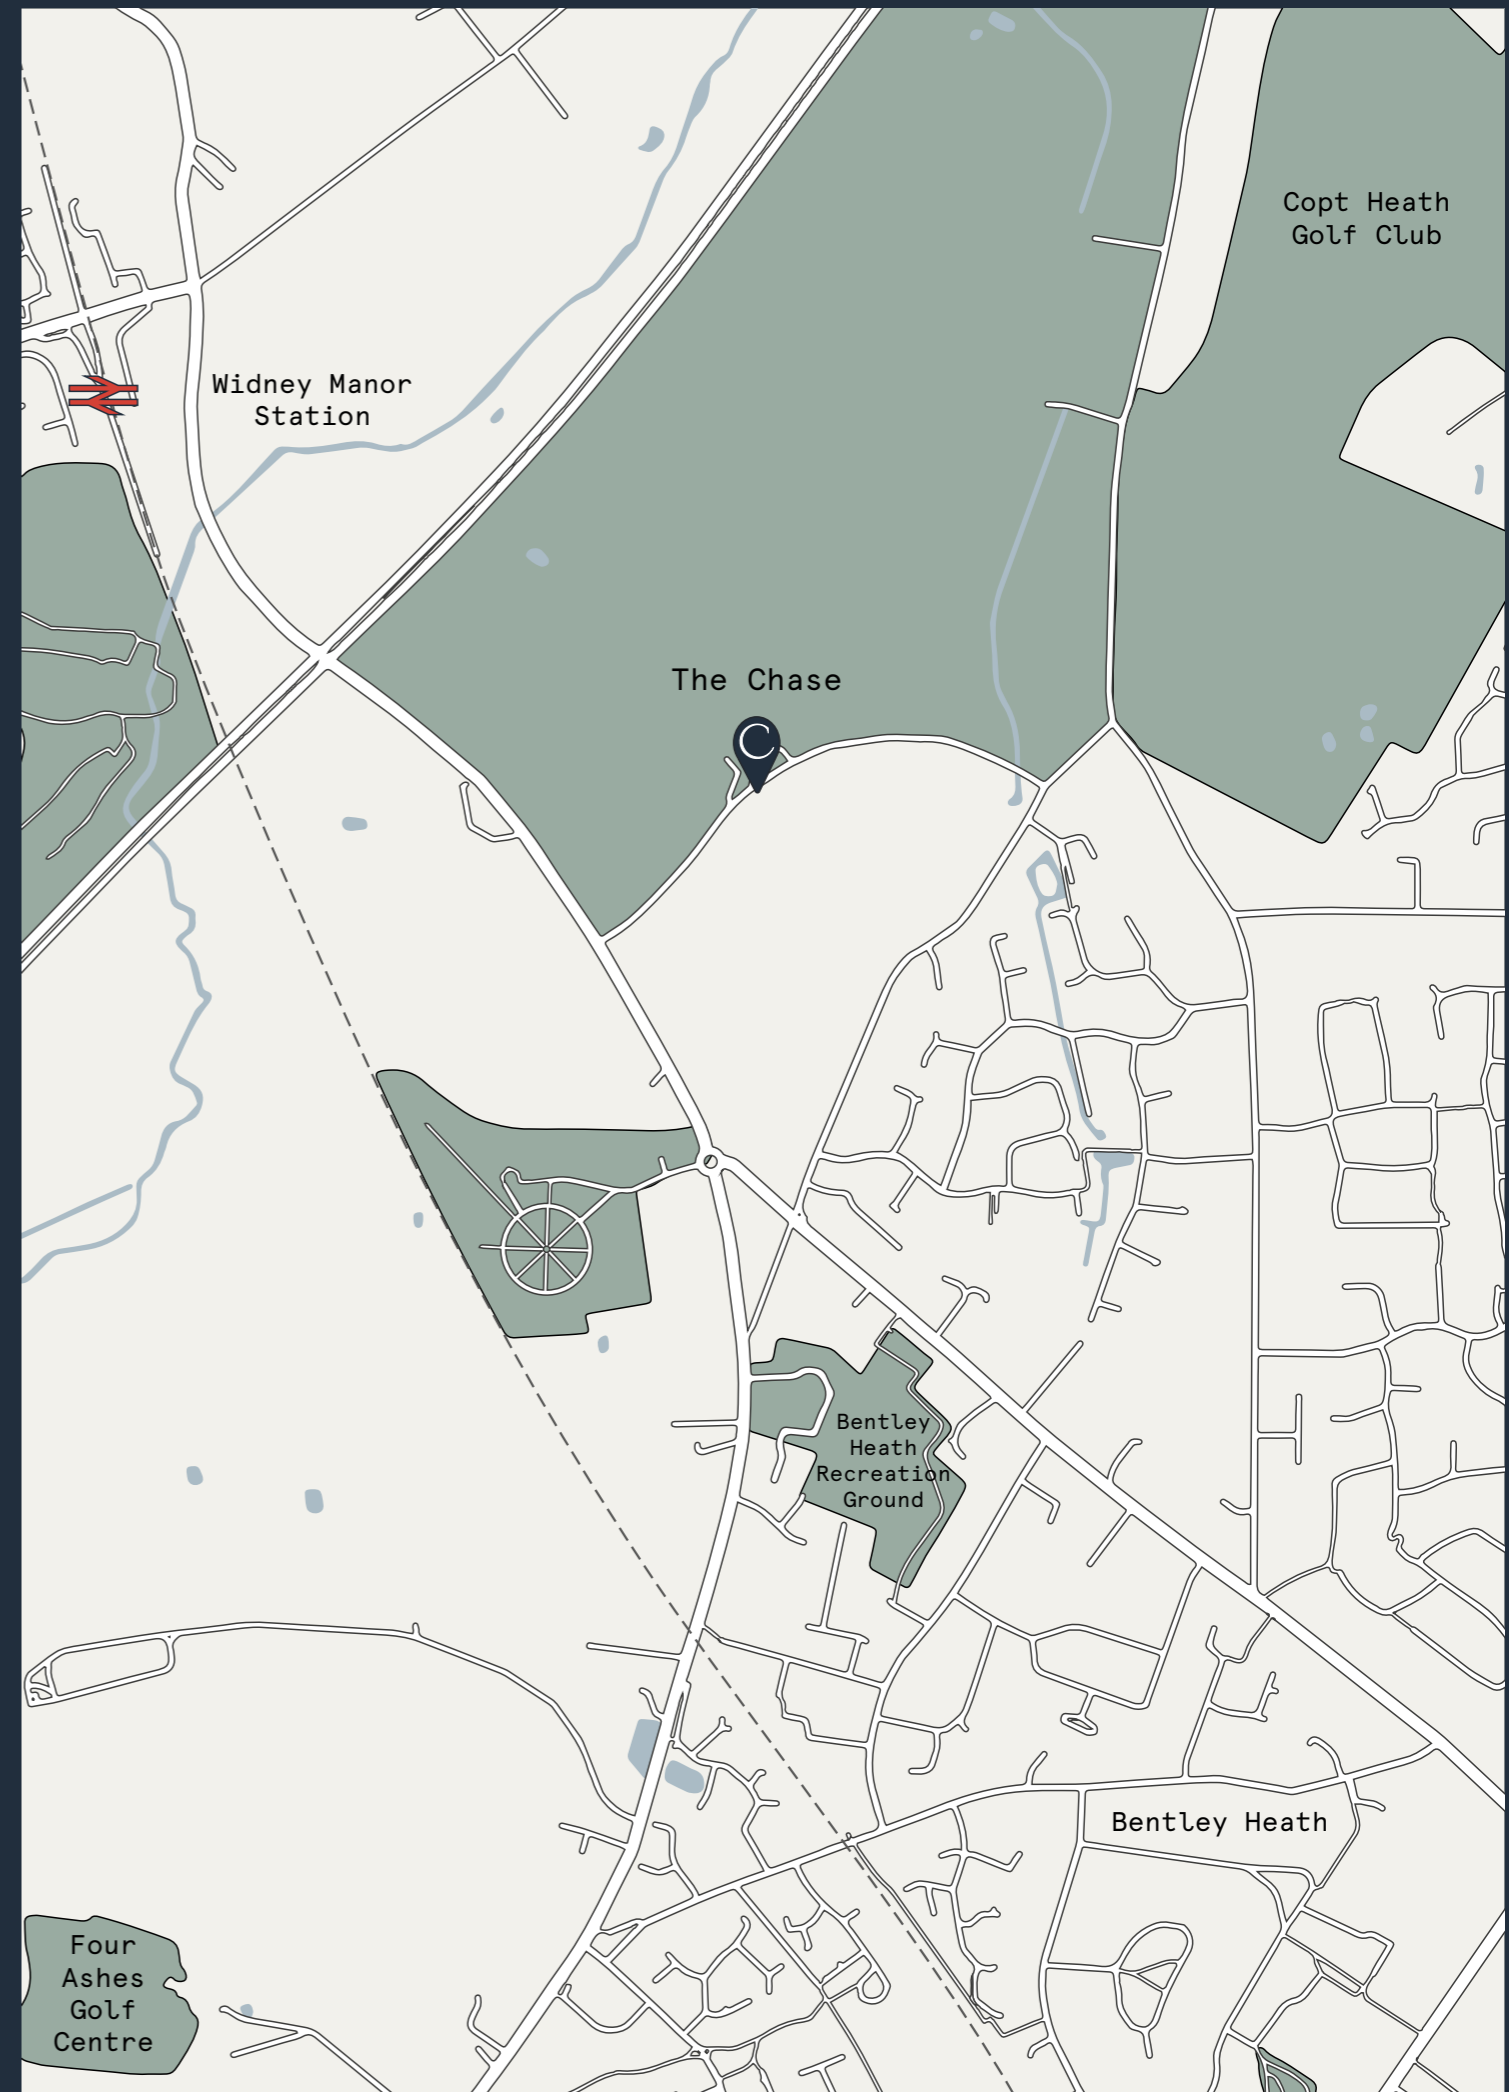 Copt Heath
Golf Club
Widney Manor
Station
The Chase
C
Bentley
Heath
Recreation
Ground
Bentley Heath
Four
Ashes
Golf
Centre